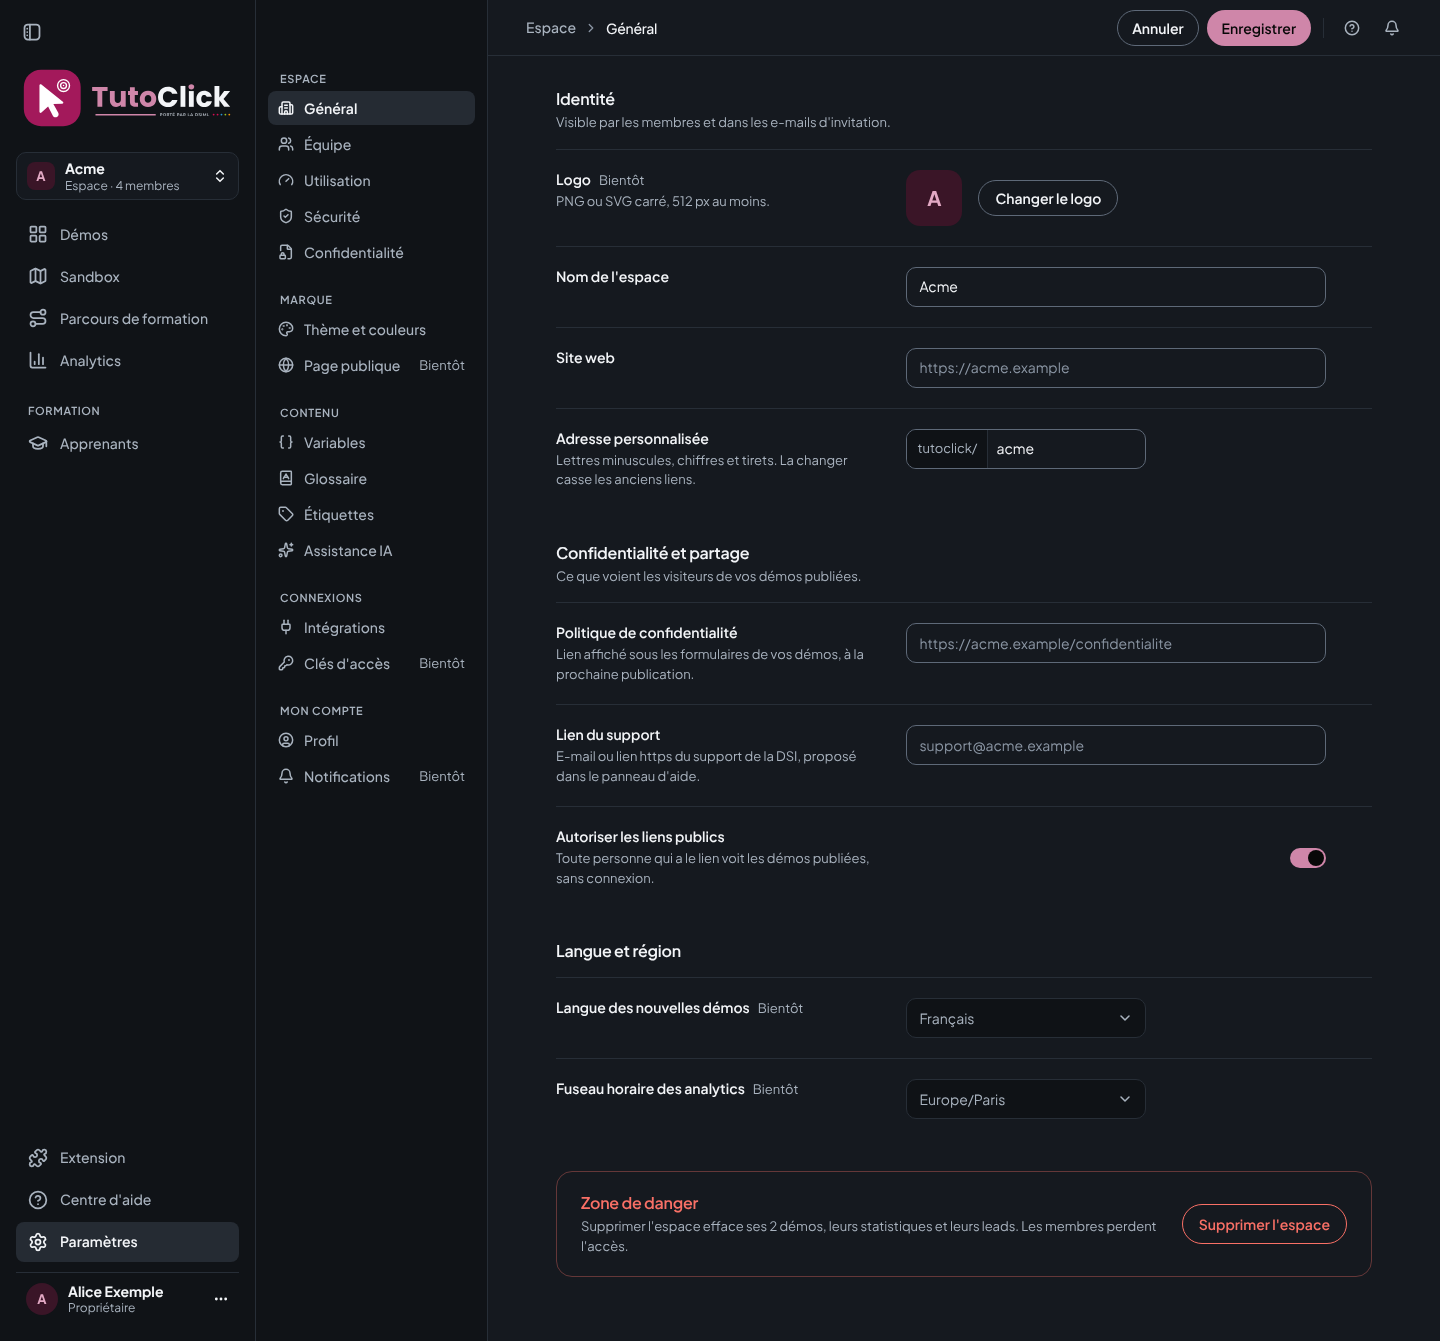 TutoClick
PORTÉ PAR LA DSIML
A
Acme
Espace · 4 membres
Démos
Sandbox
Parcours de formation
Analytics
FORMATION
Apprenants
Extension
Centre d'aide
Paramètres
A
Alice Exemple
Propriétaire
ESPACE
Général
Équipe
Utilisation
Sécurité
Confidentialité
MARQUE
Thème et couleurs
Page publique Bientôt
CONTENU
Variables
Glossaire
Étiquettes
Assistance IA
CONNEXIONS
Intégrations
Clés d'accès Bientôt
MON COMPTE
Profil
Notifications Bientôt
Espace > Général
Annuler
Enregistrer
Identité
Visible par les membres et dans les e-mails d'invitation.
Logo Bientôt
PNG ou SVG carré, 512 px au moins.
A
Changer le logo
Nom de l'espace
Acme
Site web
https://acme.example
Adresse personnalisée
Lettres minuscules, chiffres et tirets. La changer
casse les anciens liens.
tutoclick/ acme
Confidentialité et partage
Ce que voient les visiteurs de vos démos publiées.
Politique de confidentialité
Lien affiché sous les formulaires de vos démos, à la
prochaine publication.
https://acme.example/confidentialite
Lien du support
E-mail ou lien https du support de la DSI, proposé
dans le panneau d'aide.
support@acme.example
Autoriser les liens publics
Toute personne qui a le lien voit les démos publiées,
sans connexion.
Langue et région
Langue des nouvelles démos Bientôt
Français
Fuseau horaire des analytics Bientôt
Europe/Paris
Zone de danger
Supprimer l'espace efface ses 2 démos, leurs statistiques et leurs leads. Les membres perdent
l'accès.
Supprimer l'espace